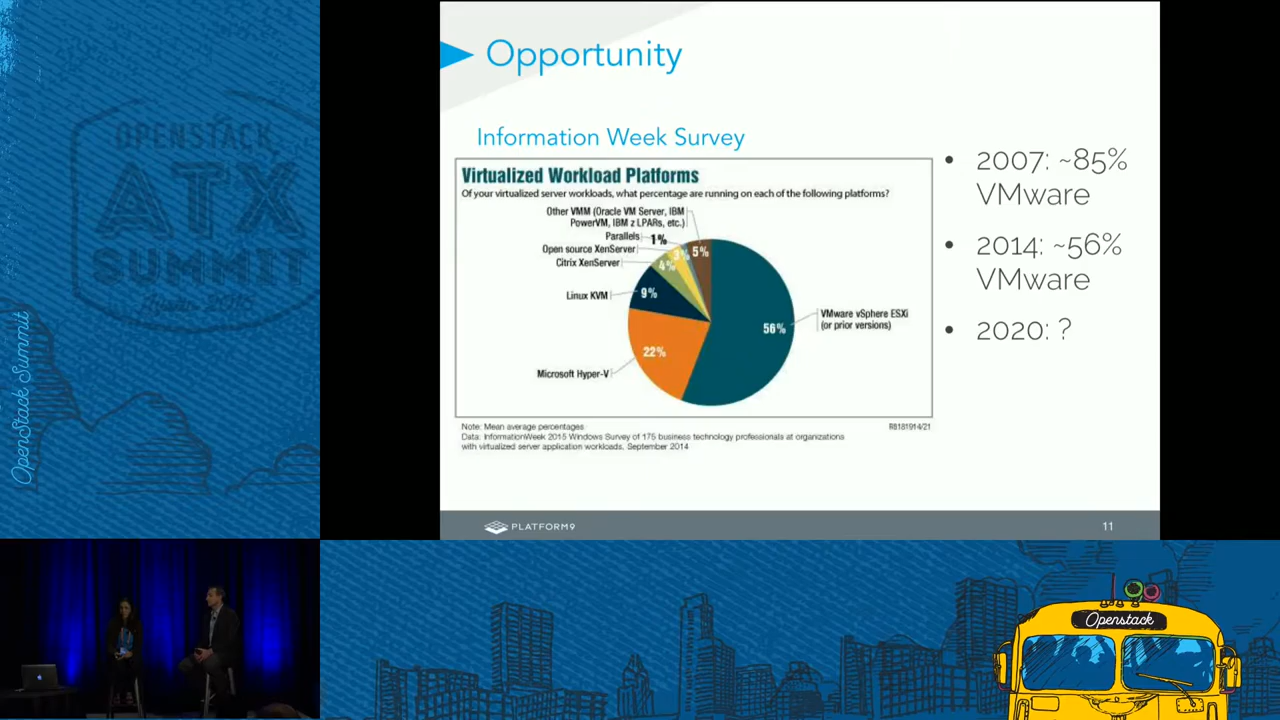 OPENSTACK
ATX
SUMMIT
OpenStack Summit
Opportunity
Information Week Survey
Virtualized Workload Platforms
Of your virtualized server workloads, what percentage are running on each of the following platforms?
Other VMM (Oracle VM Server, IBM
PowerVM, IBM z LPARs, etc.)
5%
Parallels
1%
Open source XenServer
3%
Citrix XenServer
4%
Linux KVM
9%
Microsoft Hyper-V
22%
56%
VMware vSphere ESXi
(or prior versions)
Note: Mean average percentages
R8181914/21
Data: InformationWeek 2015 Windows Survey of 175 business technology professionals at organizations
with virtualized server application workloads, September 2014
• 2007: ~85%
VMware
• 2014: ~56%
VMware
• 2020: ?
PLATFORM9
11
Openstack